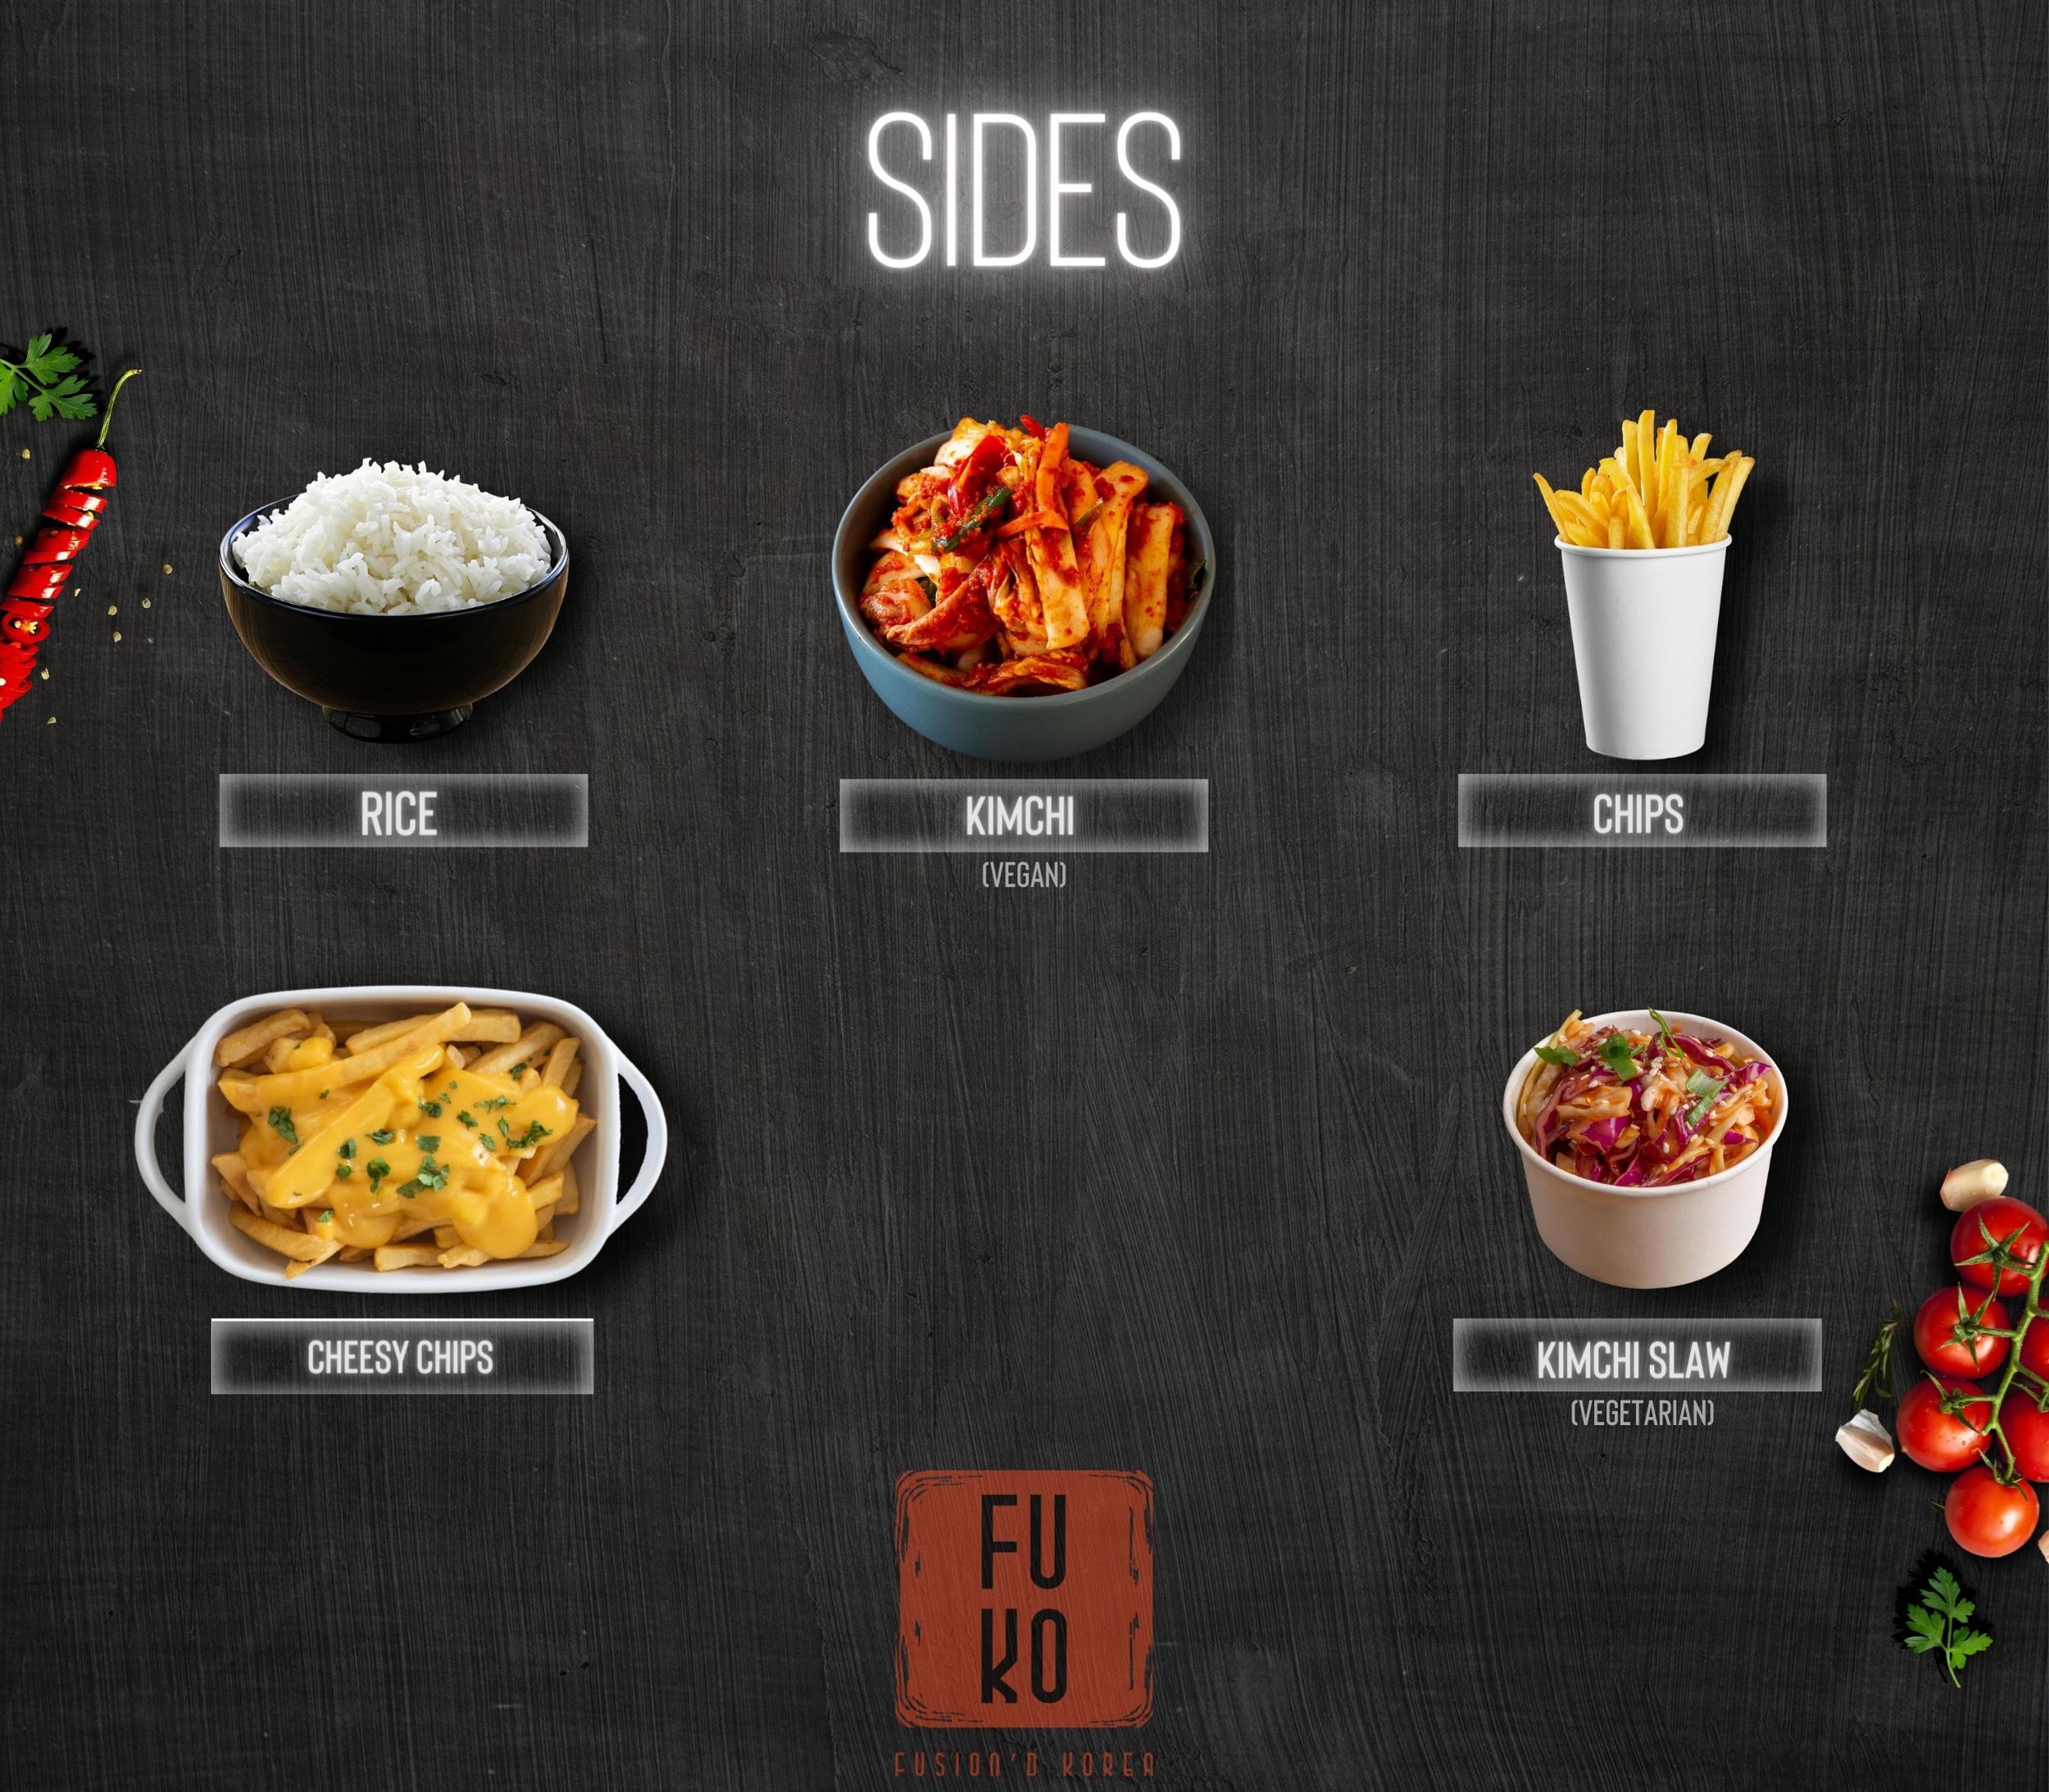 SIDES
RICE
KIMCHI
(VEGAN)
CHIPS
CHEESY CHIPS
KIMCHI SLAW
(VEGETARIAN)
FU
KO
FUSION'D KOREA